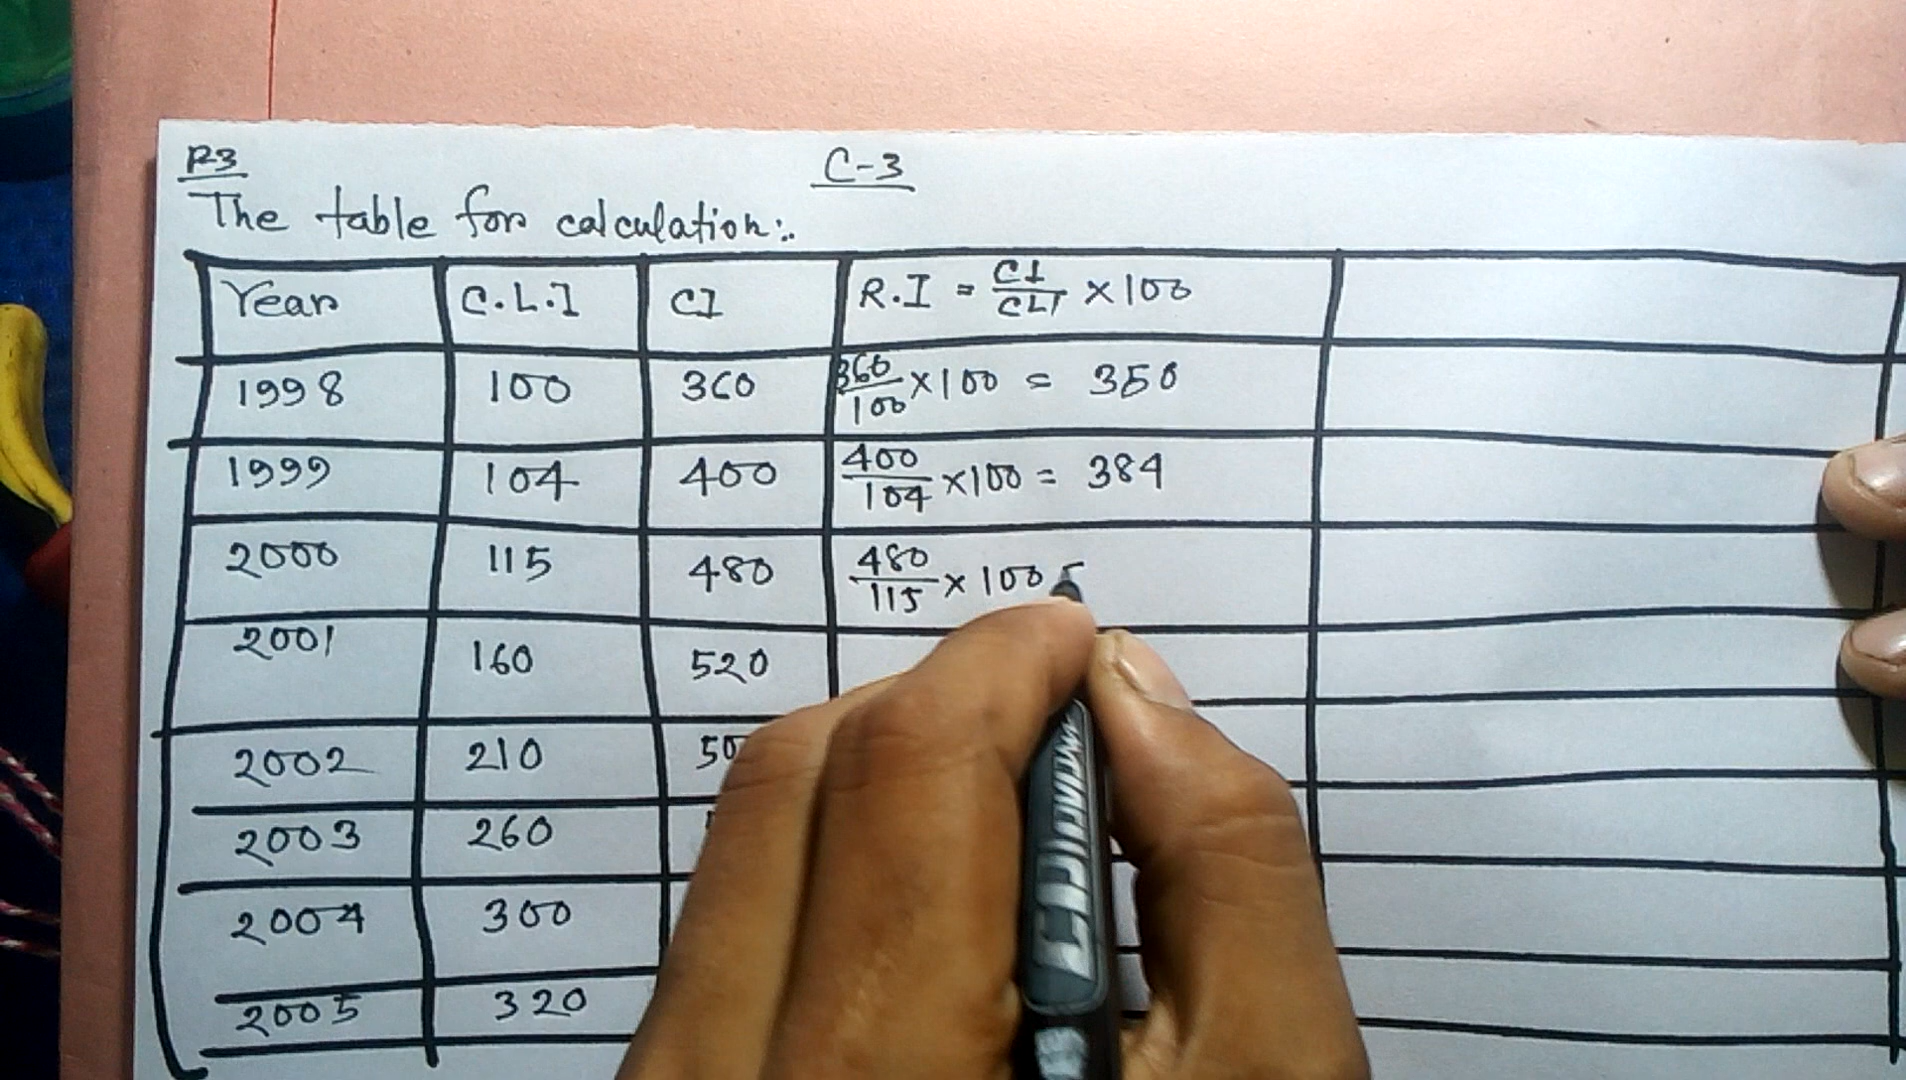 P3
C-3
The table for calculation:.
Year C.L.I CI R.I = CI/CLI ×100
1998 100 360 360/100 ×100 = 350
1999 104 400 400/104 ×100 = 384
2000 115 480 480/115 × 100
2001 160 520
2002 210 50
2003 260
2004 300
2005 320